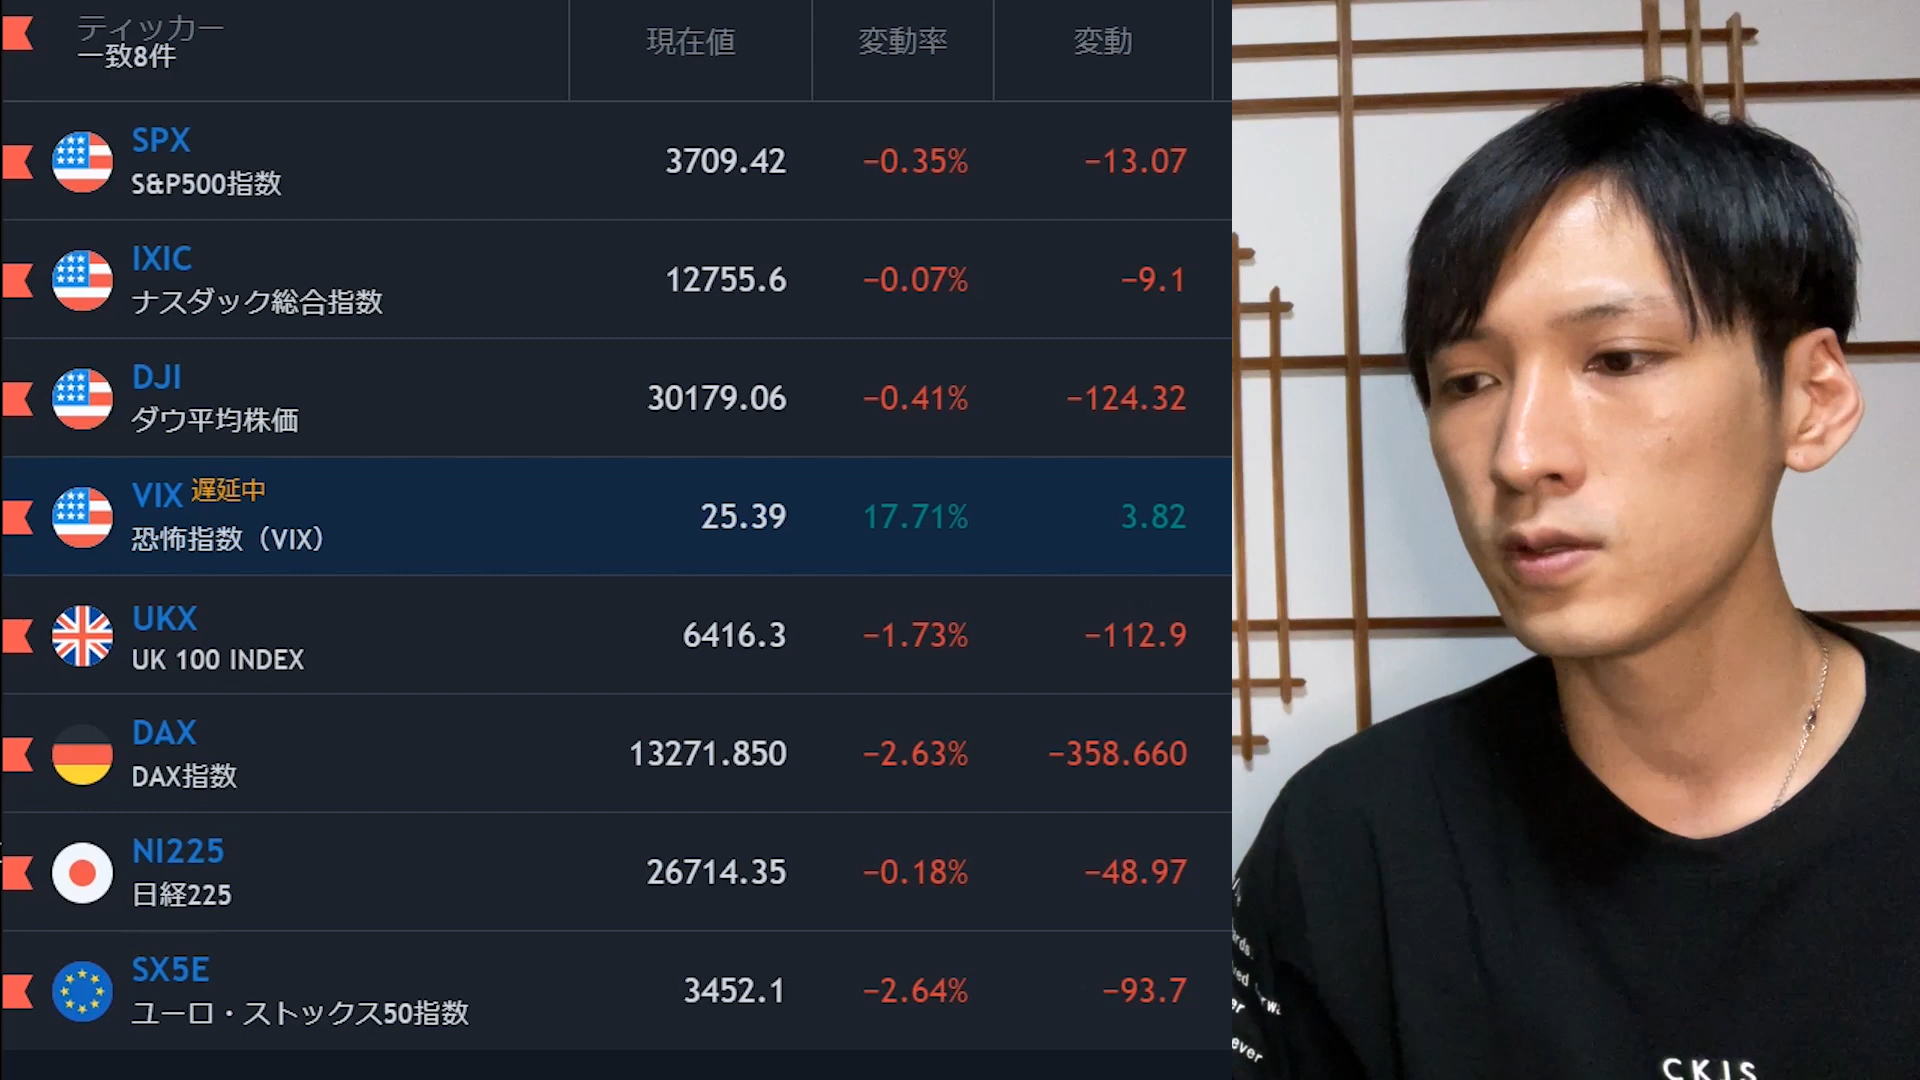 ティッカー
一致8件
現在値
変動率
変動
SPX
S&P500指数
3709.42
−0.35%
−13.07
IXIC
ナスダック総合指数
12755.6
−0.07%
−9.1
DJI
ダウ平均株価
30179.06
−0.41%
−124.32
VIX 遅延中
恐怖指数（VIX）
25.39
17.71%
3.82
UKX
UK 100 INDEX
6416.3
−1.73%
−112.9
DAX
DAX指数
13271.850
−2.63%
−358.660
NI225
日経225
26714.35
−0.18%
−48.97
SX5E
ユーロ・ストックス50指数
3452.1
−2.64%
−93.7
ever
CKIS